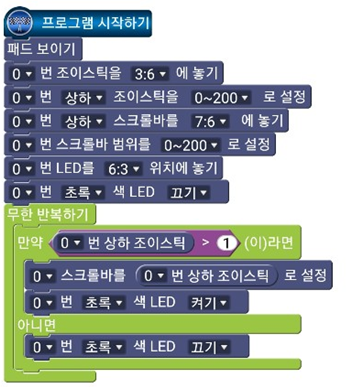 프로그램 시작하기
패드 보이기
0 번 조이스틱을 3:6 에 놓기
0 번 상하 조이스틱을 0~200 로 설정
0 번 상하 스크롤바를 7:6 에 놓기
0 번 스크롤바 범위를 0~200 로 설정
0 번 LED를 6:3 위치에 놓기
0 번 초록 색 LED 끄기
무한 반복하기
만약 0 번 상하 조이스틱 > 1 (이)라면
0 스크롤바를 0 번 상하 조이스틱 로 설정
0 번 초록 색 LED 켜기
아니면
0 번 초록 색 LED 끄기